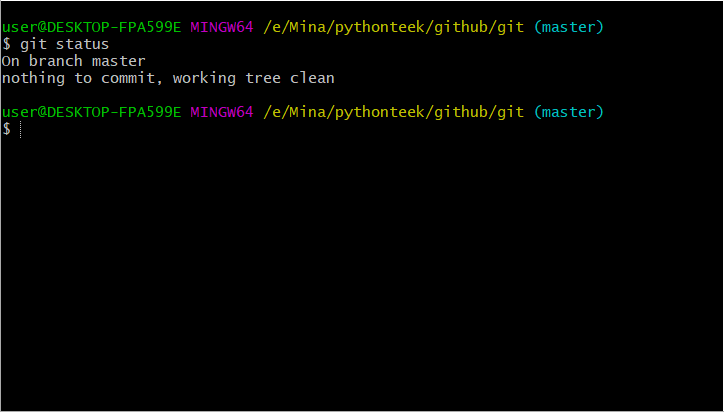 user@DESKTOP-FPA599E MINGW64 /e/Mina/pythonteek/github/git (master)
$ git status
On branch master
nothing to commit, working tree clean
user@DESKTOP-FPA599E MINGW64 /e/Mina/pythonteek/github/git (master)
$